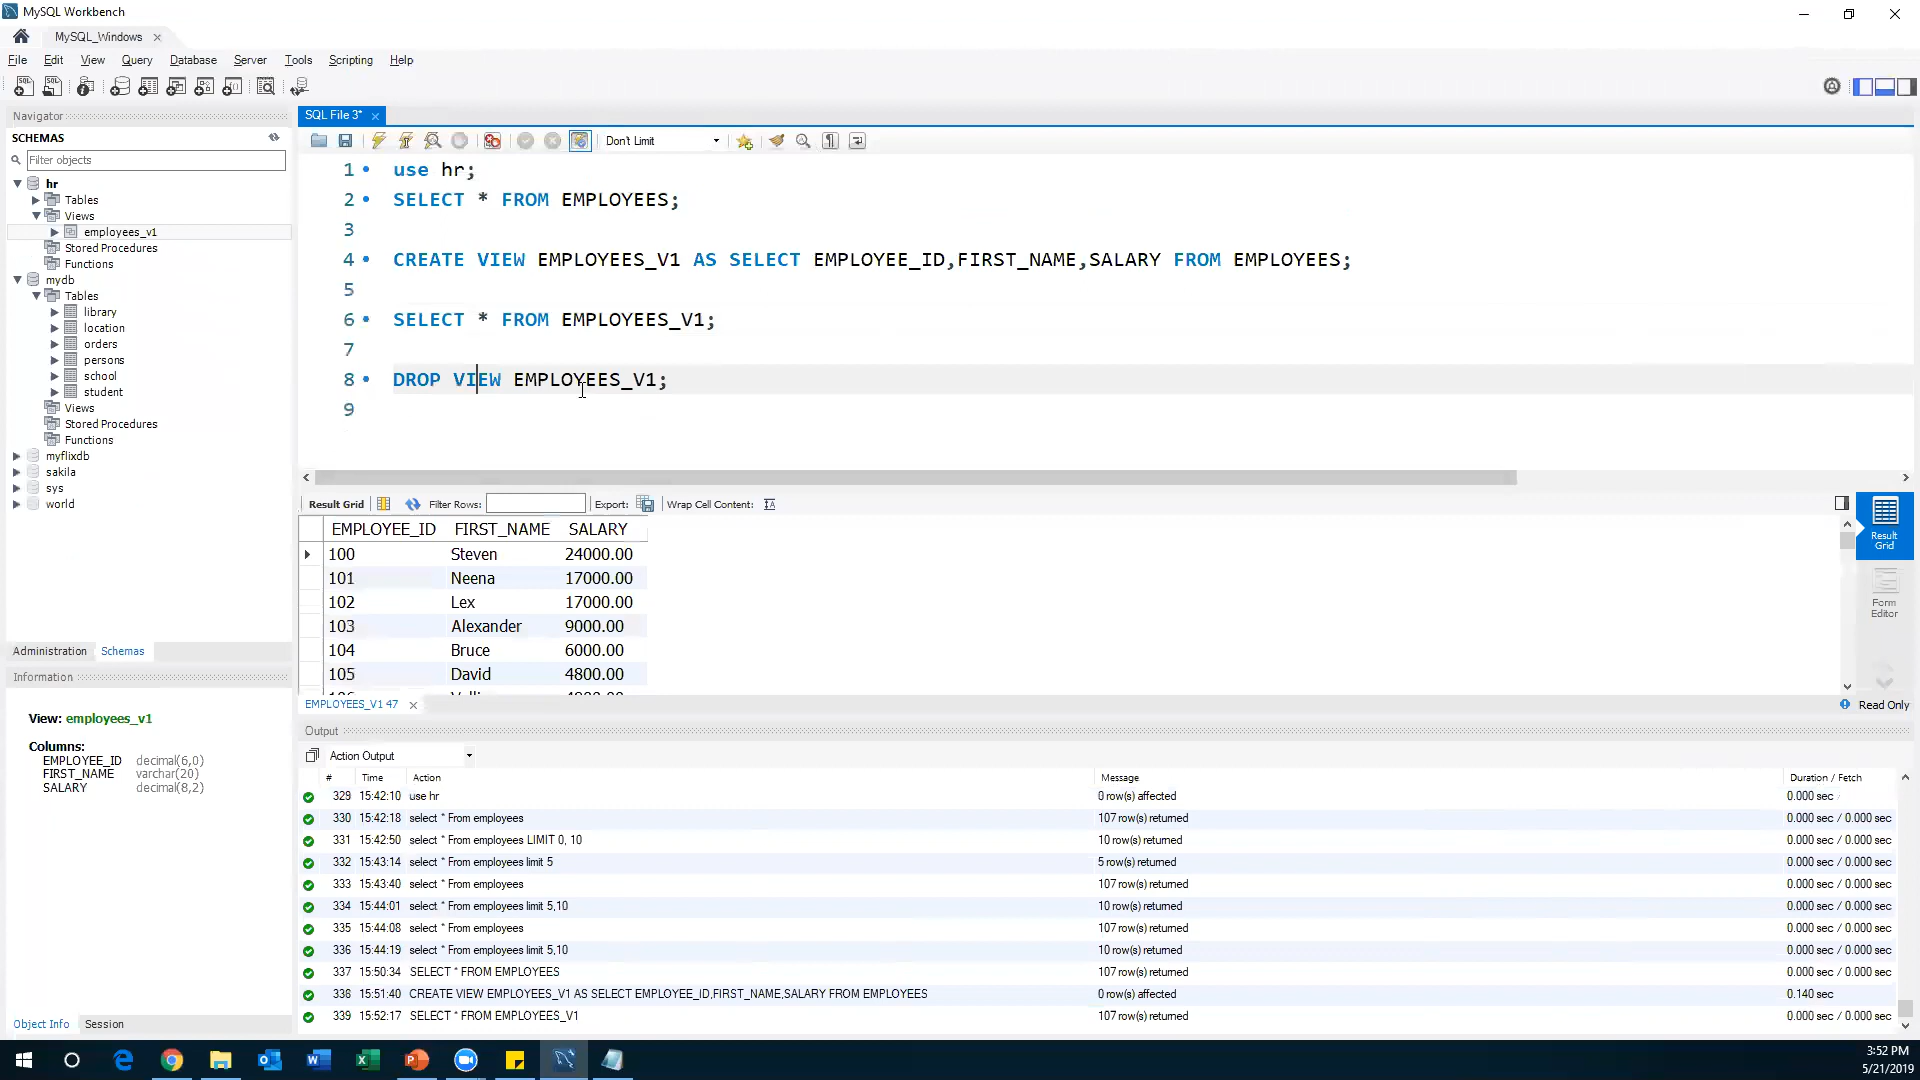 MySQL Workbench
MySQL_Windows
File Edit View Query Database Server Tools Scripting Help
Navigator
SCHEMAS
Filter objects
hr
Tables
Views
employees_v1
Stored Procedures
Functions
mydb
Tables
library
location
orders
persons
school
student
Views
Stored Procedures
Functions
myflixdb
sakila
sys
world
Administration Schemas
Information
View: employees_v1
Columns:
EMPLOYEE_ID decimal(6,0)
FIRST_NAME varchar(20)
SALARY decimal(8,2)
Object Info Session
SQL File 3*
Don't Limit
1 use hr;
2 SELECT * FROM EMPLOYEES;
3
4 CREATE VIEW EMPLOYEES_V1 AS SELECT EMPLOYEE_ID,FIRST_NAME,SALARY FROM EMPLOYEES;
5
6 SELECT * FROM EMPLOYEES_V1;
7
8 DROP VIEW EMPLOYEES_V1;
9
Result Grid Filter Rows: Export: Wrap Cell Content:
EMPLOYEE_ID FIRST_NAME SALARY
100 Steven 24000.00
101 Neena 17000.00
102 Lex 17000.00
103 Alexander 9000.00
104 Bruce 6000.00
105 David 4800.00
Result Grid
Form Editor
EMPLOYEES_V1 47
Read Only
Output
Action Output
# Time Action Message Duration / Fetch
329 15:42:10 use hr 0 row(s) affected 0.000 sec
330 15:42:18 select * From employees 107 row(s) returned 0.000 sec / 0.000 sec
331 15:42:50 select * From employees LIMIT 0, 10 10 row(s) returned 0.000 sec / 0.000 sec
332 15:43:14 select * From employees limit 5 5 row(s) returned 0.000 sec / 0.000 sec
333 15:43:40 select * From employees 107 row(s) returned 0.000 sec / 0.000 sec
334 15:44:01 select * From employees limit 5,10 10 row(s) returned 0.000 sec / 0.000 sec
335 15:44:08 select * From employees 107 row(s) returned 0.000 sec / 0.000 sec
336 15:44:19 select * From employees limit 5,10 10 row(s) returned 0.000 sec / 0.000 sec
337 15:50:34 SELECT * FROM EMPLOYEES 107 row(s) returned 0.000 sec / 0.000 sec
338 15:51:40 CREATE VIEW EMPLOYEES_V1 AS SELECT EMPLOYEE_ID,FIRST_NAME,SALARY FROM EMPLOYEES 0 row(s) affected 0.140 sec
339 15:52:17 SELECT * FROM EMPLOYEES_V1 107 row(s) returned 0.000 sec / 0.000 sec
3:52 PM
5/21/2019